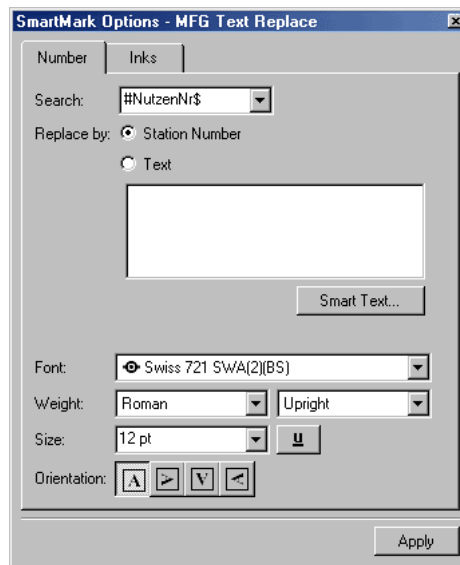 SmartMark Options - MFG Text Replace
Number Inks
Search: #NutzenNr$
Replace by: Station Number
Text
Smart Text...
Font: Swiss 721 SWA(2)(BS)
Weight: Roman Upright
Size: 12 pt u
Orientation: A A A A
Apply